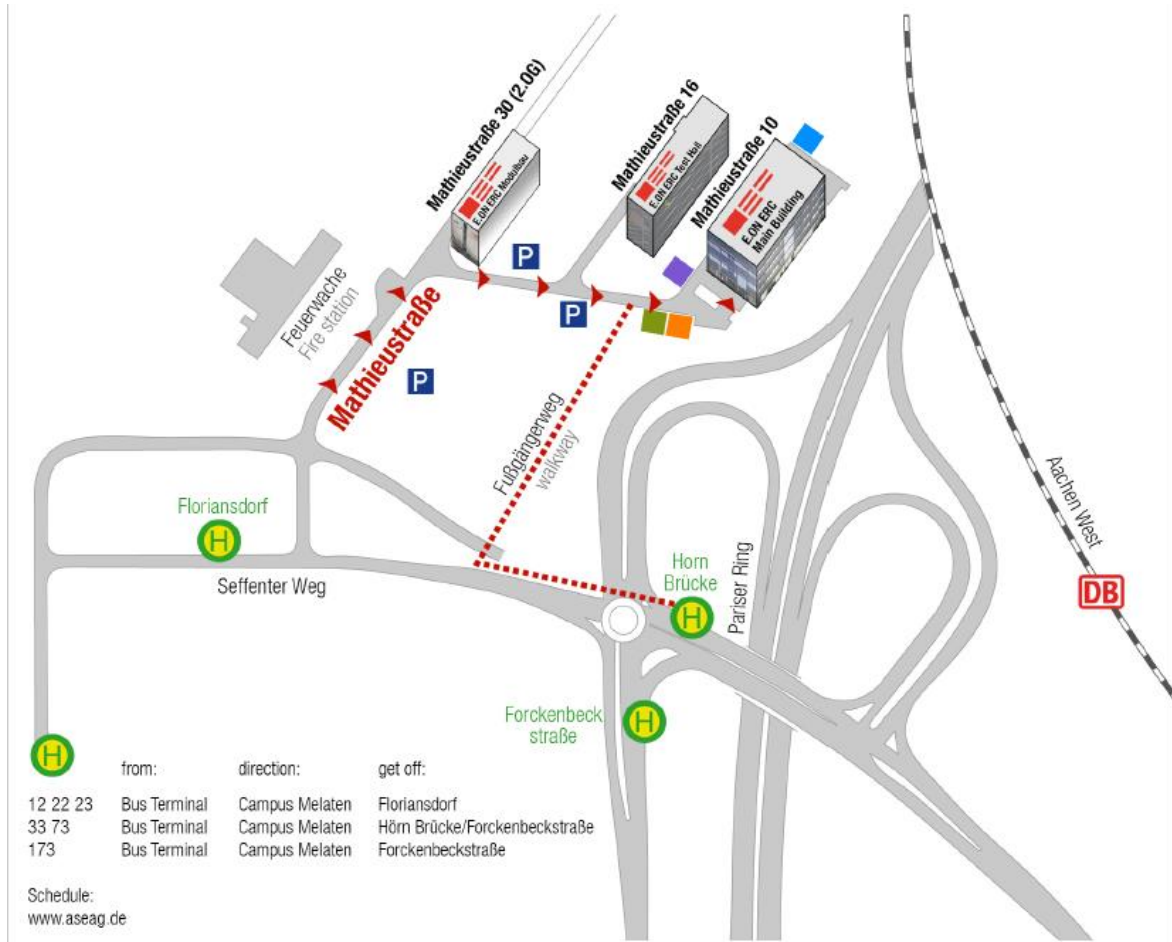 Mathieustraße 30 (2.OG)
E.ON ERC Modulbau
Mathieustraße 16
E.ON ERC Test Hall
Mathieustraße 10
E.ON ERC
Main Building
P
P
P
Feuerwache
Fire station
Mathieustraße
Fußgängerweg
walkway
Aachen West
DB
Floriansdorf
H
Seffenter Weg
Horn
Brücke
H
Pariser Ring
Forckenbeck
straße
H
H
from: direction: get off:
12 22 23 Bus Terminal Campus Melaten Floriansdorf
33 73 Bus Terminal Campus Melaten Hörn Brücke/Forckenbeckstraße
173 Bus Terminal Campus Melaten Forckenbeckstraße
Schedule:
www.aseag.de